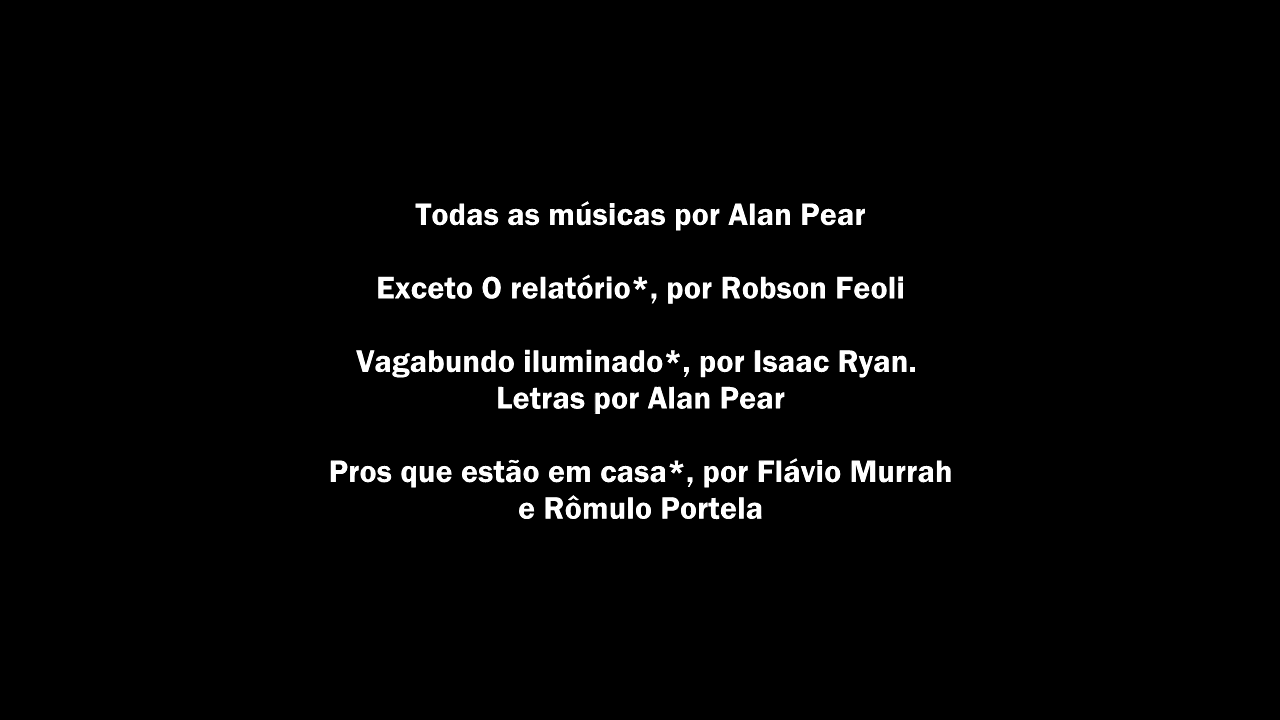 Todas as músicas por Alan Pear
Exceto O relatório*, por Robson Feoli
Vagabundo iluminado*, por Isaac Ryan.
Letras por Alan Pear
Pros que estão em casa*, por Flávio Murrah
e Rômulo Portela